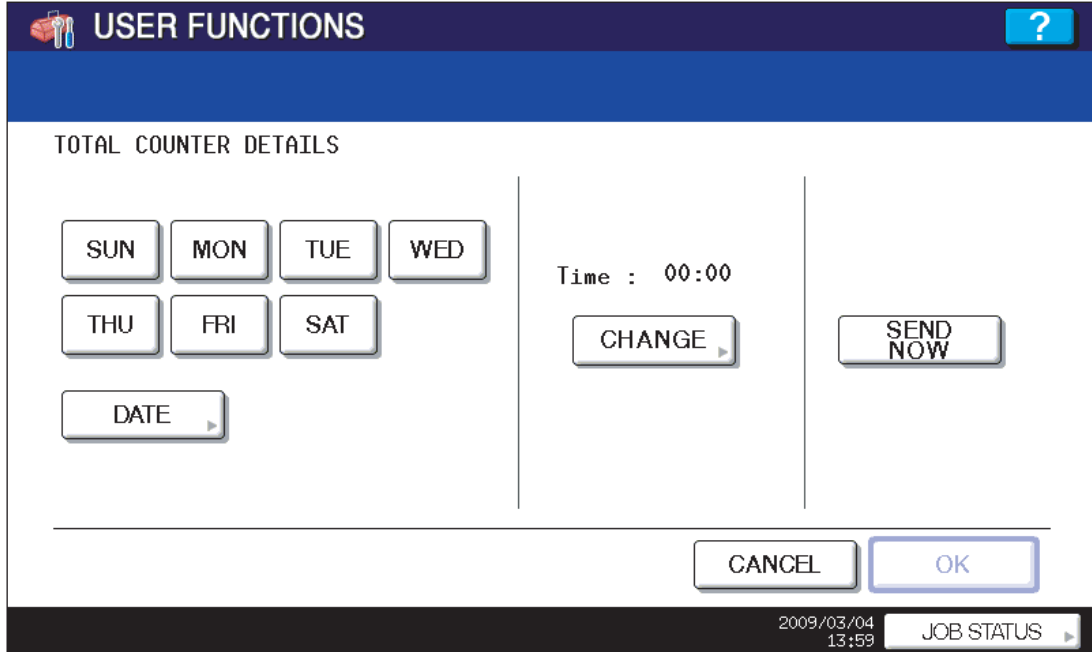 USER FUNCTIONS
?
TOTAL COUNTER DETAILS
SUN MON TUE WED
THU FRI SAT
DATE
Time : 00:00
CHANGE
SEND
NOW
CANCEL OK
2009/03/04
13:59
JOB STATUS